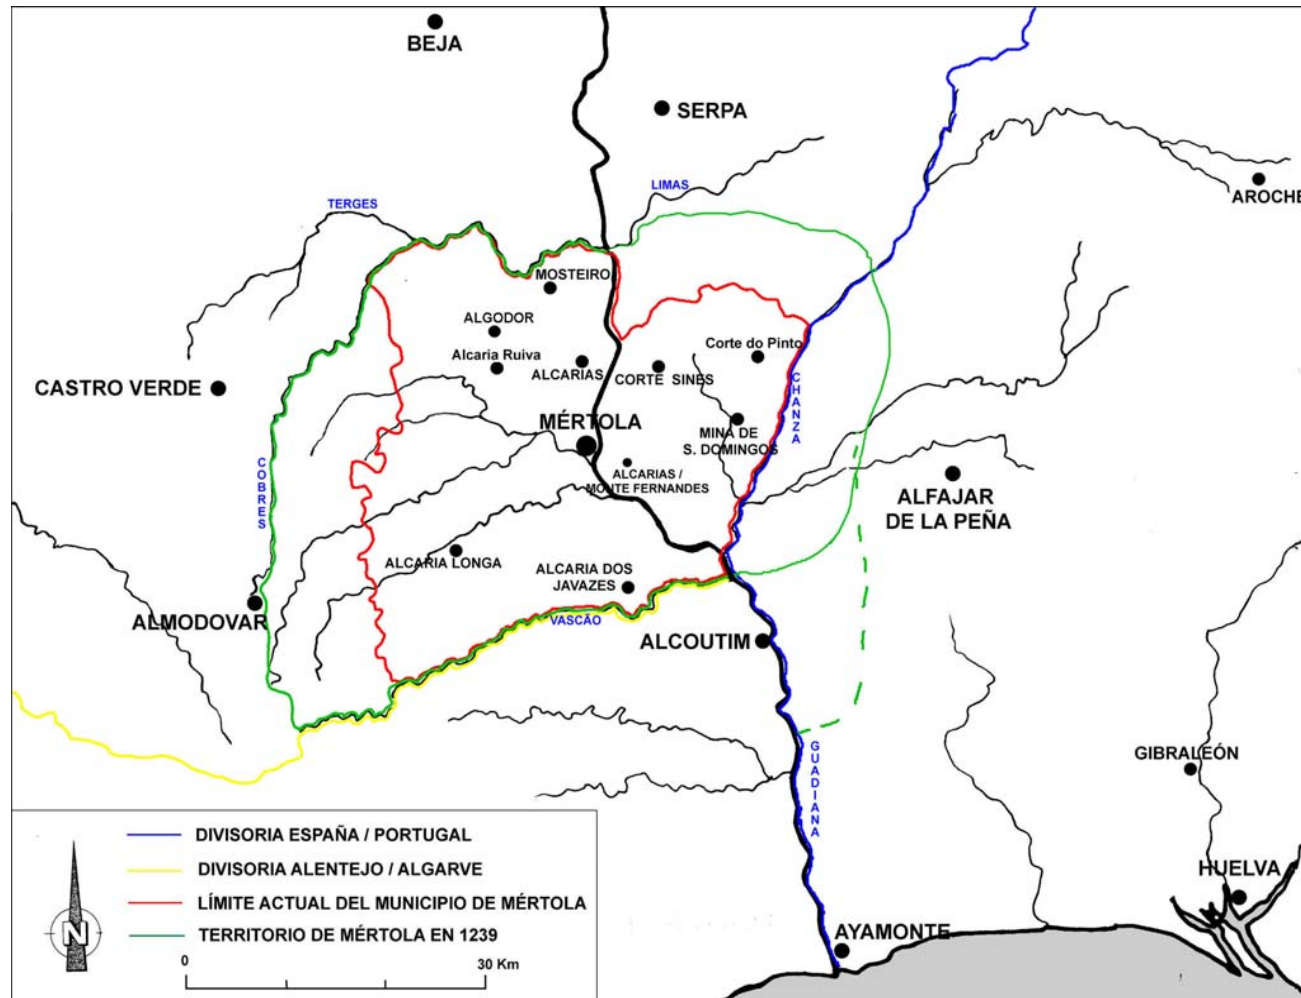 BEJA
SERPA
AROCHE
LIMAS
TERGES
MOSTEIRO
ALGODOR
Alcaria Ruiva
ALCARIAS
CORTE SINES
Corte do Pinto
CASTRO VERDE
CHANZA
MÉRTOLA
MINA DE
S. DOMINGOS
ALCARIAS /
MONTE FERNANDES
COBRES
ALFAJAR
DE LA PEÑA
ALCARIA LONGA
ALCARIA DOS
JAVAZES
ALMODOVAR
VASCÃO
ALCOUTIM
GUADIANA
GIBRALEÓN
HUELVA
AYAMONTE
DIVISORIA ESPAÑA / PORTUGAL
DIVISORIA ALENTEJO / ALGARVE
LÍMITE ACTUAL DEL MUNICIPIO DE MÉRTOLA
TERRITORIO DE MÉRTOLA EN 1239
N
0 30 Km